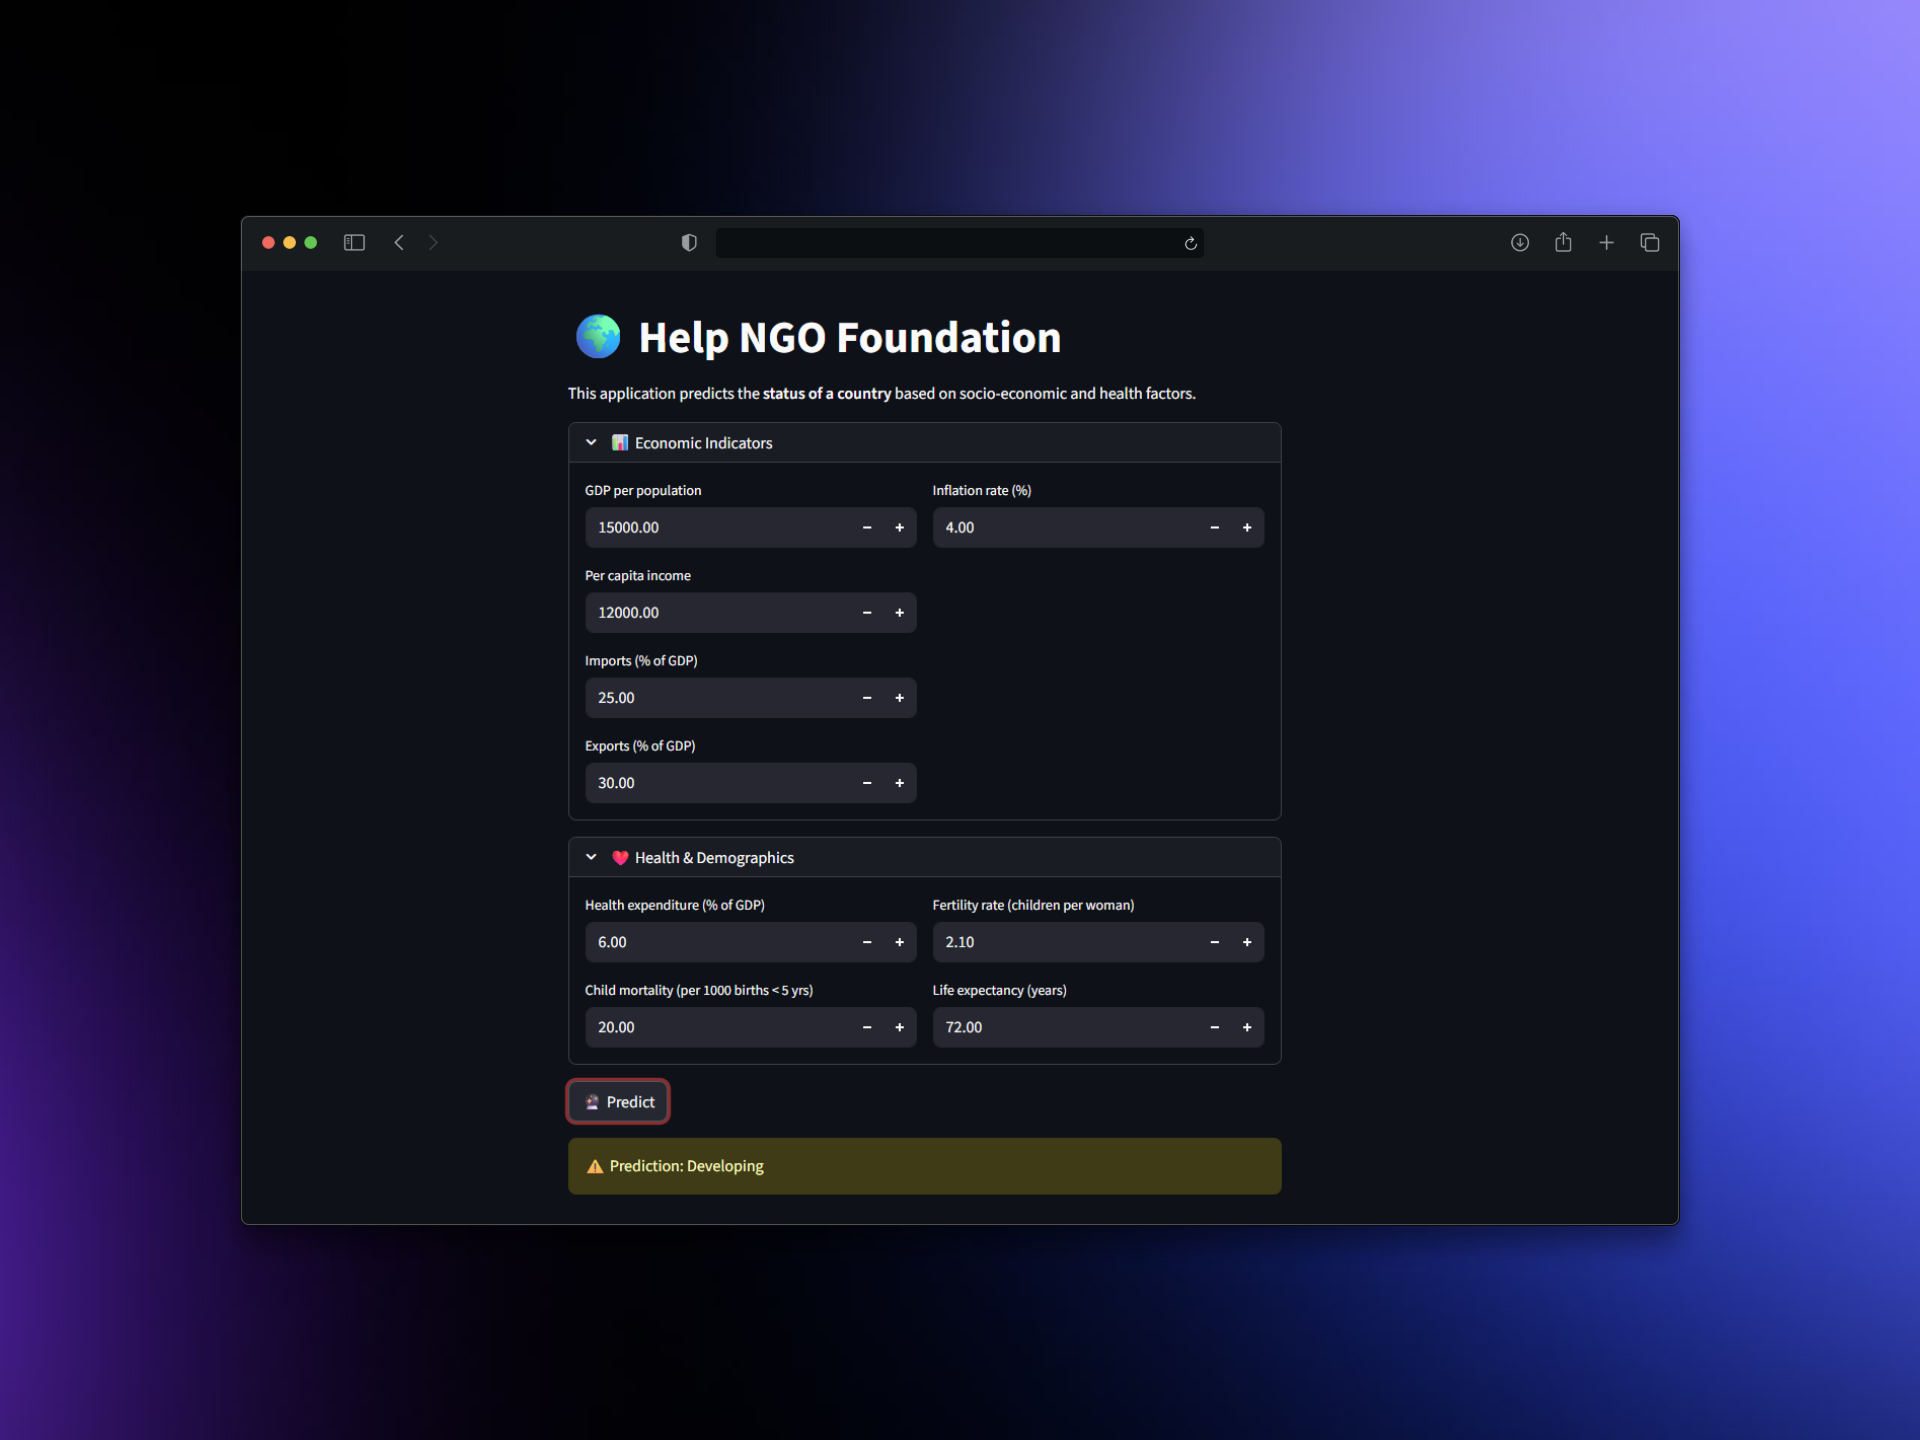 Help NGO Foundation
This application predicts the status of a country based on socio-economic and health factors.
Economic Indicators
GDP per population
Inflation rate (%)
15000.00
4.00
Per capita income
12000.00
Imports (% of GDP)
25.00
Exports (% of GDP)
30.00
Health & Demographics
Health expenditure (% of GDP)
Fertility rate (children per woman)
6.00
2.10
Child mortality (per 1000 births < 5 yrs)
Life expectancy (years)
20.00
72.00
Predict
Prediction: Developing